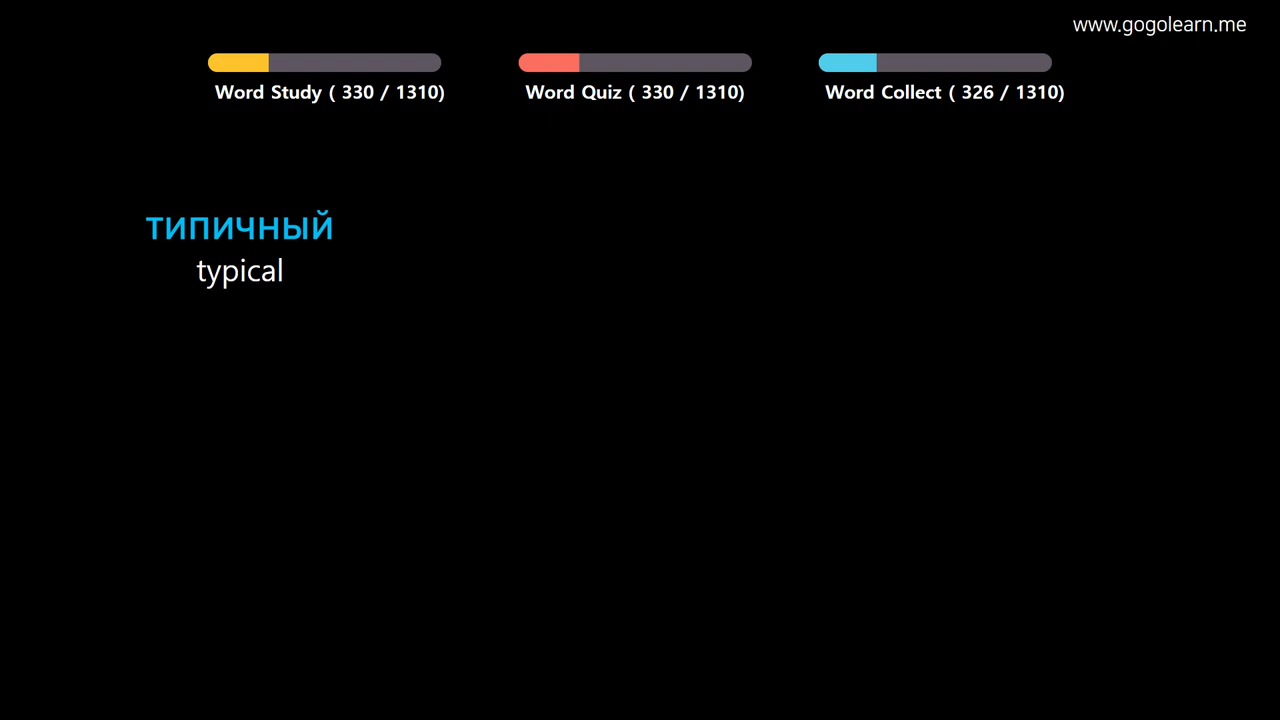 www.gogolearn.me
Word Study ( 330 / 1310)
Word Quiz ( 330 / 1310)
Word Collect ( 326 / 1310)
типичный
typical